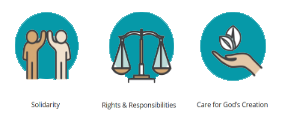 Solidarity
Rights & Responsibilities
Care for God's Creation